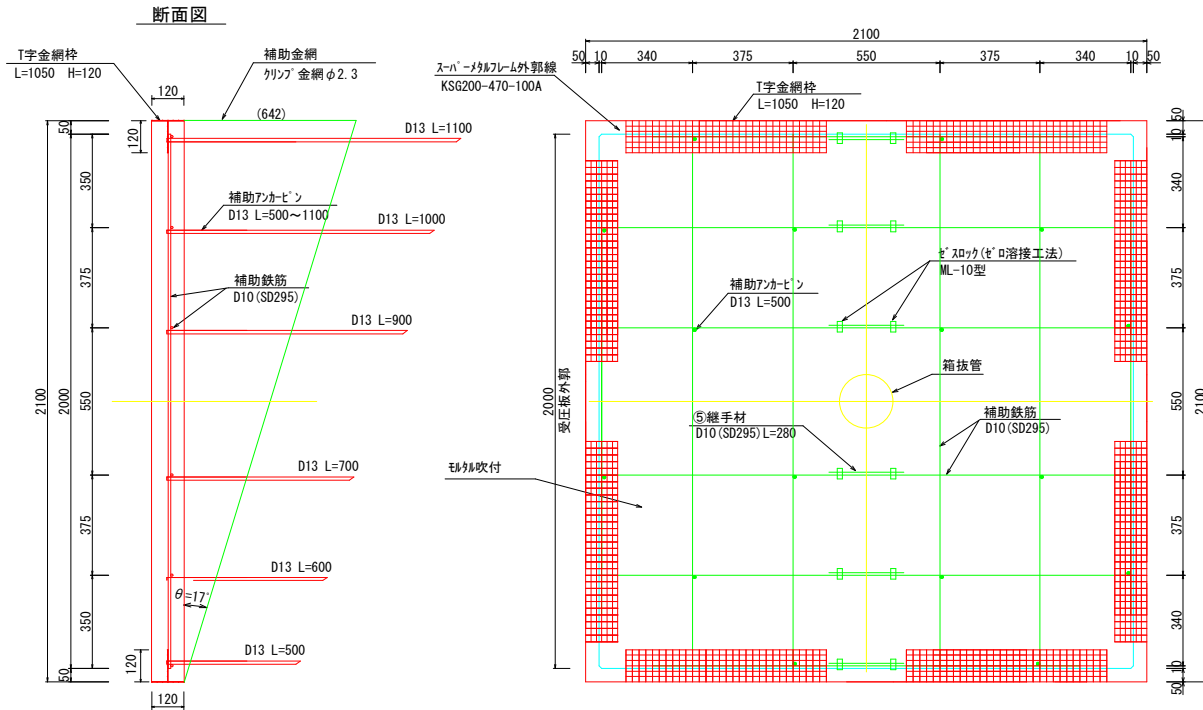 断面図
T字金網枠
L=1050 H=120
補助金網
クリンプ金網φ2.3
120
(642)
50
120
D13 L=1100
350
補助アンカーピン
D13 L=500～1100
D13 L=1000
375
補助鉄筋
D10(SD295)
D13 L=900
2100
2000
550
D13 L=700
375
D13 L=600
θ=17°
350
D13 L=500
120
50
120
2100
50
10
340
375
550
375
340
10
50
スーパーメタルフレーム外郭線
KSG200-470-100A
T字金網枠
L=1050 H=120
50
10
340
ゼスロック(ゼロ溶接工法)
ML-10型
補助アンカーピン
D13 L=500
375
箱抜管
2000
受圧板外郭
550
2100
⑤継手材
D10(SD295)L=280
補助鉄筋
D10(SD295)
モルタル吹付
375
340
10
50